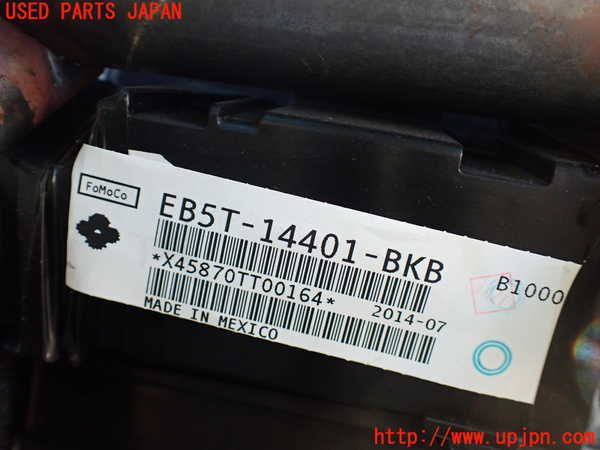 USED PARTS JAPAN
FoMoCo
EB5T-14401-BKB
*X45870TT00164*
2014-07
B1000
MADE IN MEXICO
http://www.upjpn.com/